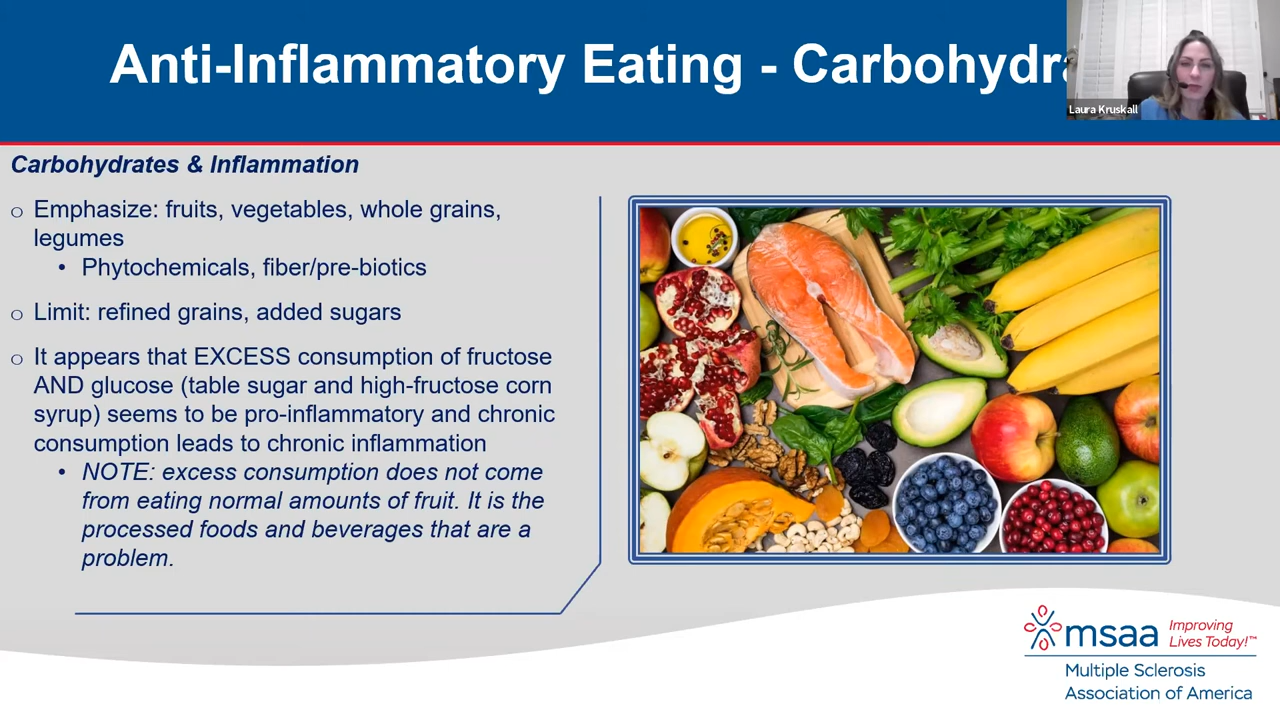 Anti-Inflammatory Eating - Carbohydra
Laura Kruskall
Carbohydrates & Inflammation
o Emphasize: fruits, vegetables, whole grains,
legumes
• Phytochemicals, fiber/pre-biotics
o Limit: refined grains, added sugars
o It appears that EXCESS consumption of fructose
AND glucose (table sugar and high-fructose corn
syrup) seems to be pro-inflammatory and chronic
consumption leads to chronic inflammation
• NOTE: excess consumption does not come
from eating normal amounts of fruit. It is the
processed foods and beverages that are a
problem.
msaa
Improving
Lives Today!™
Multiple Sclerosis
Association of America